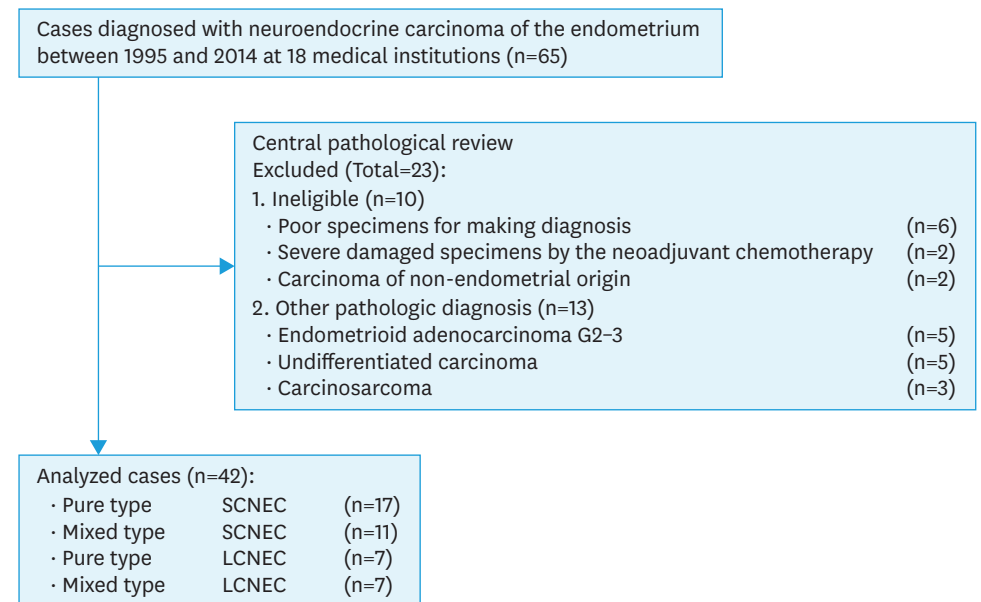 Cases diagnosed with neuroendocrine carcinoma of the endometrium
between 1995 and 2014 at 18 medical institutions (n=65)
Central pathological review
Excluded (Total=23):
1. Ineligible (n=10)
· Poor specimens for making diagnosis (n=6)
· Severe damaged specimens by the neoadjuvant chemotherapy (n=2)
· Carcinoma of non-endometrial origin (n=2)
2. Other pathologic diagnosis (n=13)
· Endometrioid adenocarcinoma G2–3 (n=5)
· Undifferentiated carcinoma (n=5)
· Carcinosarcoma (n=3)
Analyzed cases (n=42):
· Pure type SCNEC (n=17)
· Mixed type SCNEC (n=11)
· Pure type LCNEC (n=7)
· Mixed type LCNEC (n=7)